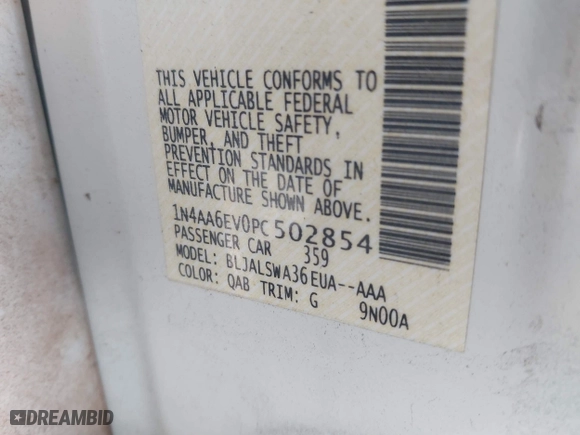 THIS VEHICLE CONFORMS TO
ALL APPLICABLE FEDERAL
MOTOR VEHICLE SAFETY,
BUMPER, AND THEFT
PREVENTION STANDARDS IN
EFFECT ON THE DATE OF
MANUFACTURE SHOWN ABOVE.
1N4AA6EV0PC502854
PASSENGER CAR 359
MODEL: BLJALSWA36EUA--AAA
COLOR: QAB TRIM: G 9N00A
DREAMBID